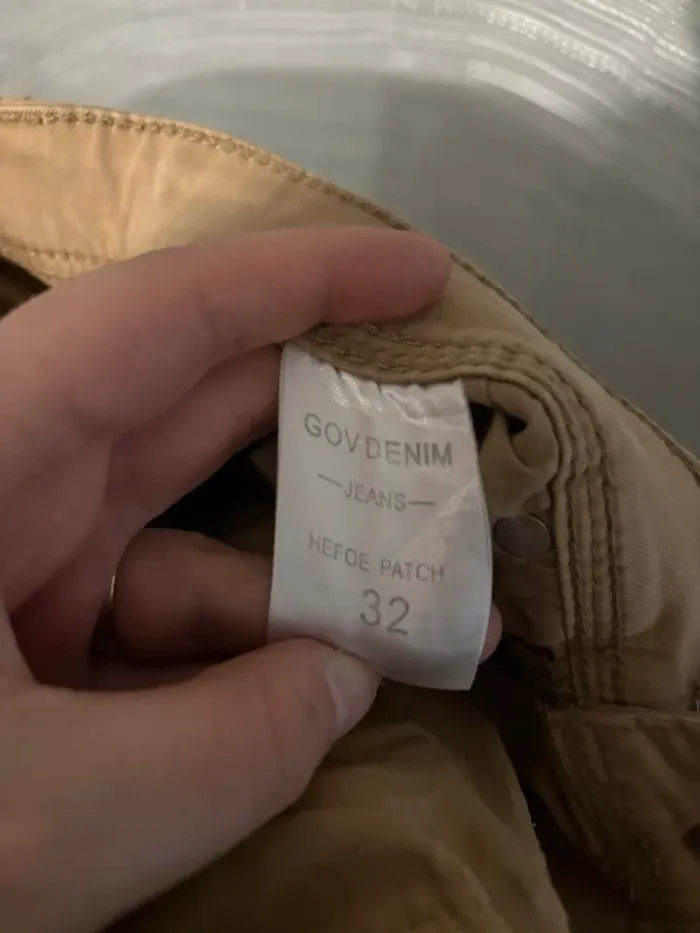 GOVDENIM
—JEANS—
HEFOE PATCH
32